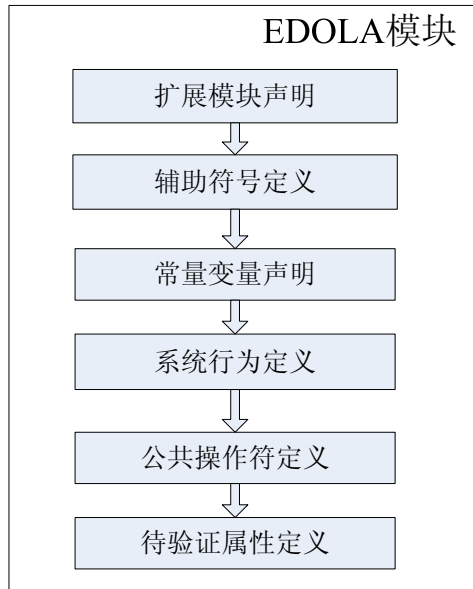 EDOLA模块
扩展模块声明
辅助符号定义
常量变量声明
系统行为定义
公共操作符定义
待验证属性定义